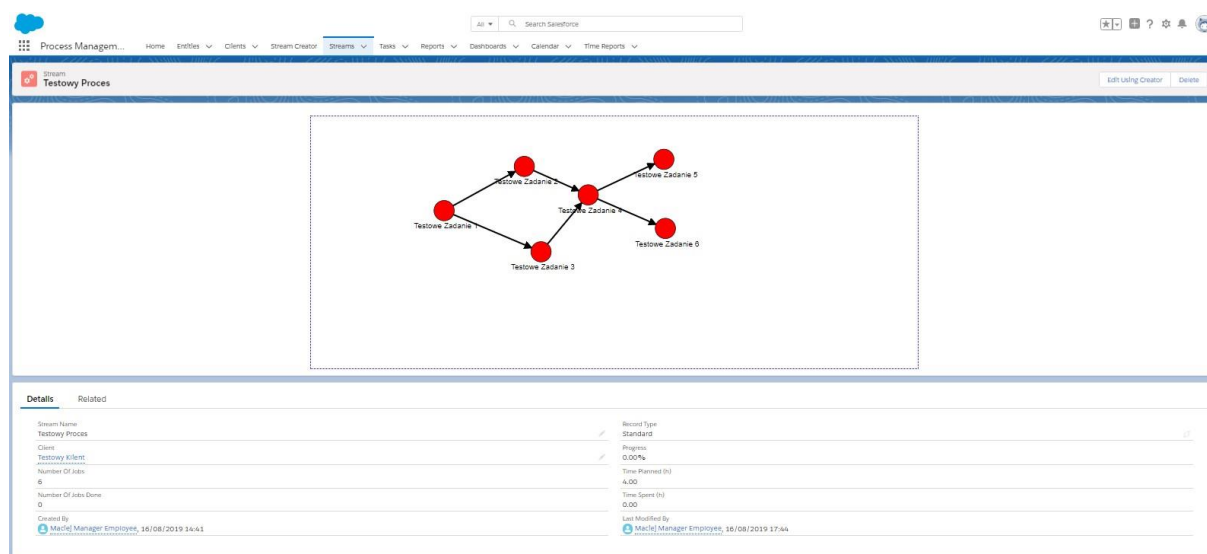 All
Search Salesforce
Process Managem...
Home
Entities
Clients
Stream Creator
Streams
Tasks
Reports
Dashboards
Calendar
Time Reports
Stream
Testowy Proces
Edit Using Creator
Delete
Testowe Zadanie 1
Testowe Zadanie 2
Testowe Zadanie 3
Testowe Zadanie 4
Testowe Zadanie 5
Testowe Zadanie 6
Details
Related
Stream Name
Testowy Proces
Record Type
Standard
Client
Testowy Klient
Progress
0.00%
Number Of Jobs
6
Time Planned (h)
4.00
Number Of Jobs Done
0
Time Spent (h)
0.00
Created By
Maciej Manager Employee, 16/08/2019 14:41
Last Modified By
Maciej Manager Employee, 16/08/2019 17:44